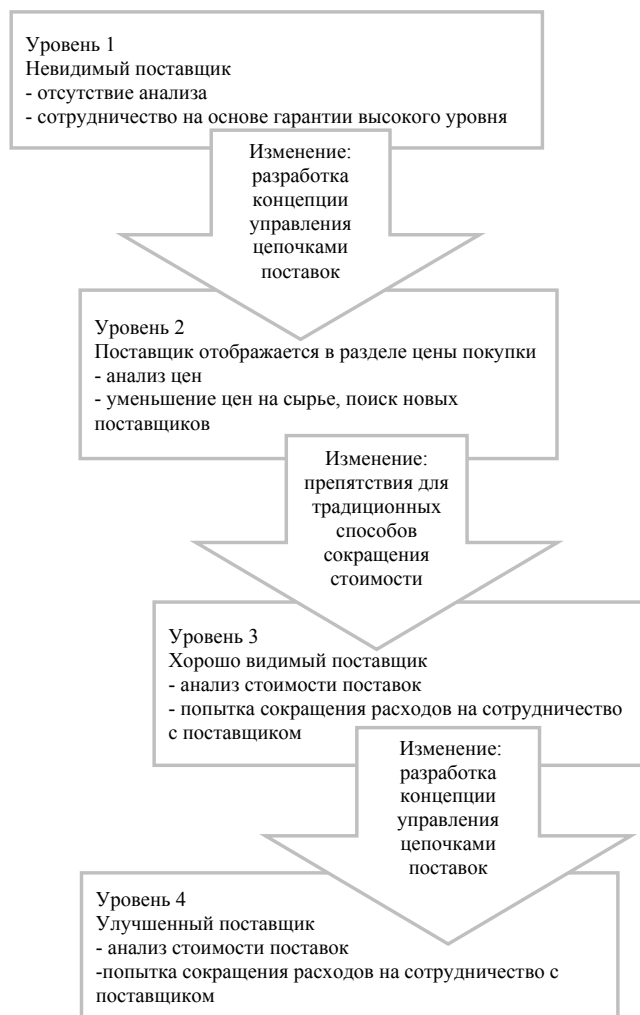 Уровень 1
Невидимый поставщик
- отсутствие анализа
- сотрудничество на основе гарантии высокого уровня
Изменение:
разработка
концепции
управления
цепочками
поставок
Уровень 2
Поставщик отображается в разделе цены покупки
- анализ цен
- уменьшение цен на сырье, поиск новых
поставщиков
Изменение:
препятствия для
традиционных
способов
сокращения
стоимости
Уровень 3
Хорошо видимый поставщик
- анализ стоимости поставок
- попытка сокращения расходов на сотрудничество
с поставщиком
Изменение:
разработка
концепции
управления
цепочками
поставок
Уровень 4
Улучшенный поставщик
- анализ стоимости поставок
-попытка сокращения расходов на сотрудничество с
поставщиком